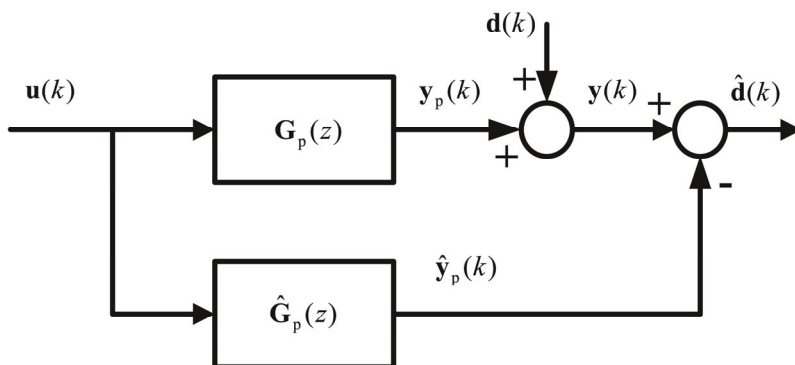 d(k)
u(k)
y_p(k)
y(k)
d̂(k)
+
+
+
G_p(z)
-
ŷ_p(k)
Ĝ_p(z)